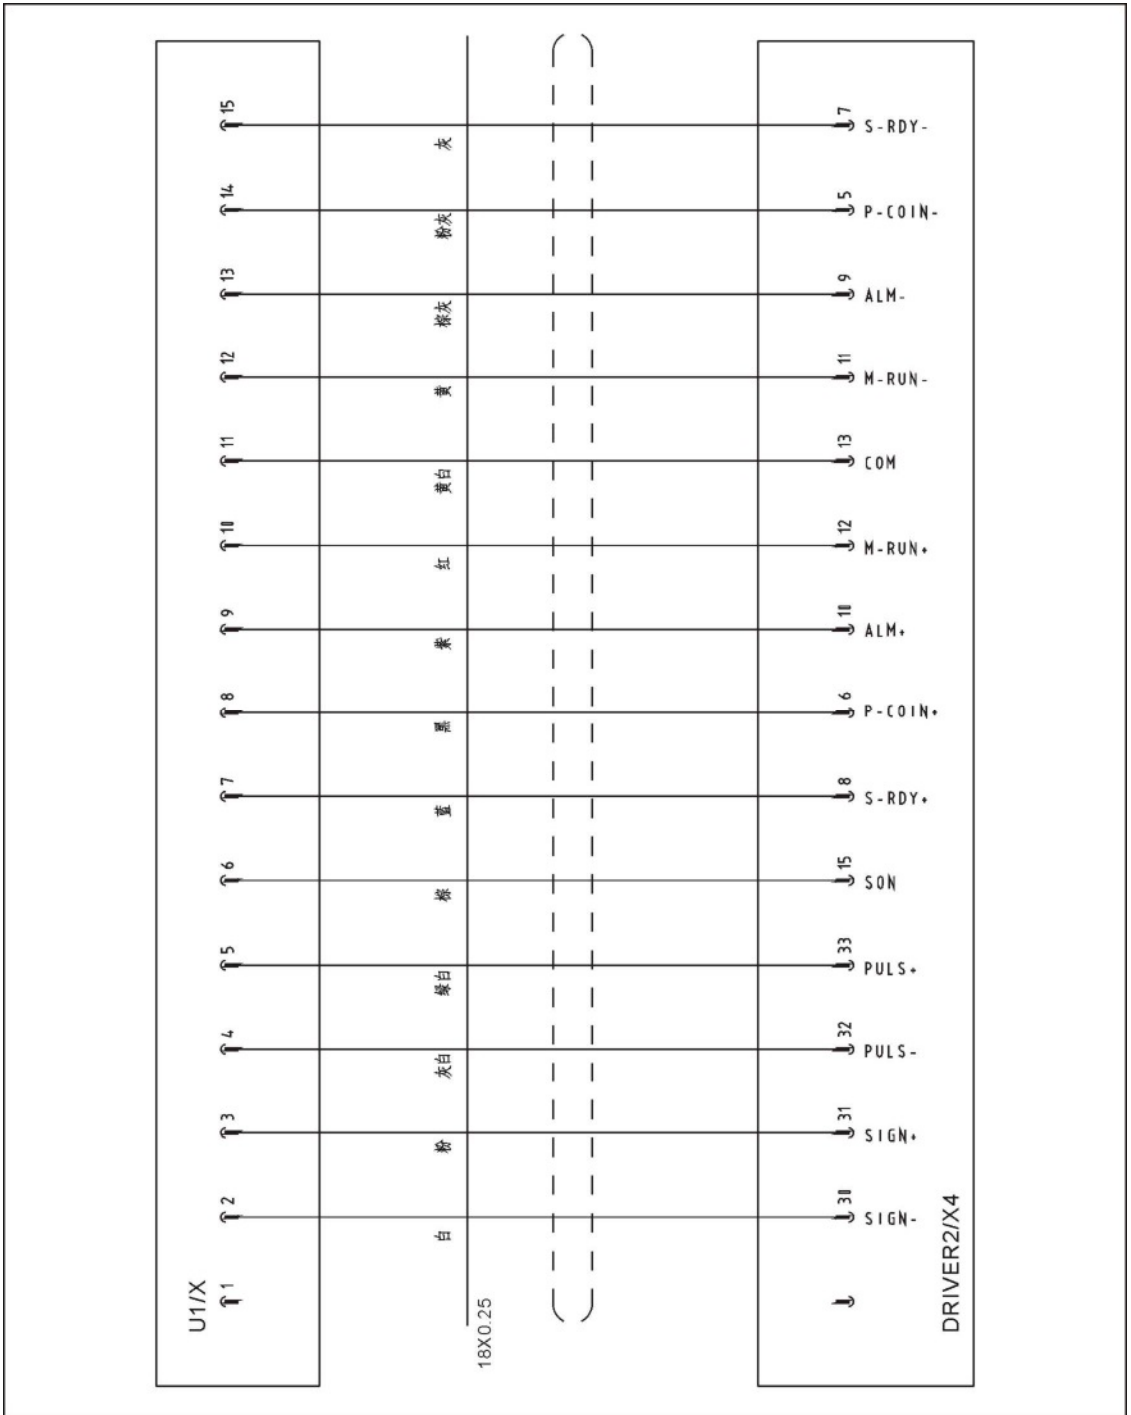 15 灰 7 S-RDY-
14 粉灰 5 P-COIN-
13 棕灰 9 ALM-
12 黄 11 M-RUN-
11 黄白 13 COM
10 红 12 M-RUN+
9 紫 10 ALM+
8 黑 6 P-COIN+
7 蓝 8 S-RDY+
6 棕 15 SON
5 绿白 33 PULS+
4 灰白 32 PULS-
3 粉 31 SIGN+
2 白 30 SIGN-
1
U1/X
18X0.25
DRIVER2/X4